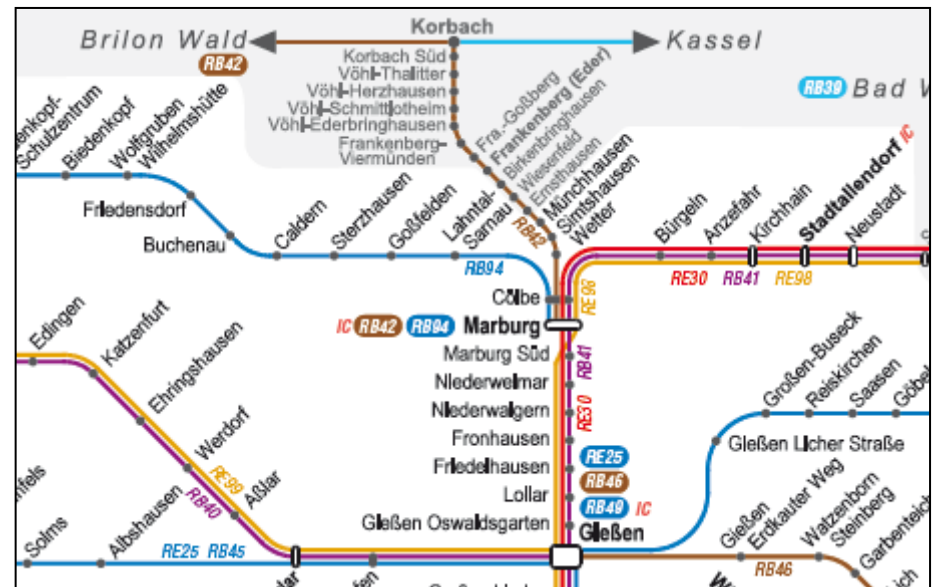 Korbach
Brilon Wald
Kassel
RB42
Korbach Süd
Vöhl-Thalitter
Vöhl-Herzhausen
Vöhl-Schmittlotheim
Vöhl-Ederbringhausen
Frankenberg-
Viermünden
Fra.-Goßberg
Frankenberg (Eder)
Birkenbringhausen
Wiesenfeld
Ernsthausen
Münchhausen
Simtshausen
Wetter
RB42
RB39 Bad W
enkopf-
Schulzentrum
Biedenkopf
Wolfgruben
Wilhelmshütte
Friedensdorf
Buchenau
Caldern
Sterzhausen
Goßfelden
Lahntal-
Sarnau
RB94
Bürgeln
Anzefahr
Kirchhain
Stadtallendorf IC
Neustadt
RE30 RB41 RE98
RE98
Cölbe
IC RB42 RB94 Marburg
Marburg Süd
RB41
Niederweimar
Niederwalgern
RE30
Fronhausen
Friedelhausen
RE25
RB46
Lollar
RB49 IC
Gießen Oswaldsgarten
Gießen
Edingen
Katzenfurt
Ehringshausen
Werdorf
Aßlar
RE99
RB40
nfels
Solms
Albshausen
RE25 RB45
lar
fen
Großen-Buseck
Reiskirchen
Saasen
Göbel
Gießen Licher Straße
Gießen
Erdkauter Weg
Watzenborn
Steinberg
Garbenteich
ich
RB46